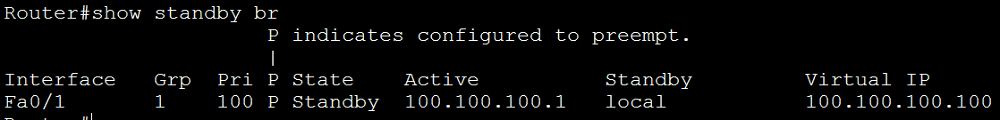 Router#show standby br
P indicates configured to preempt.
|
Interface Grp Pri P State Active Standby Virtual IP
Fa0/1 1 100 P Standby 100.100.100.1 local 100.100.100.100